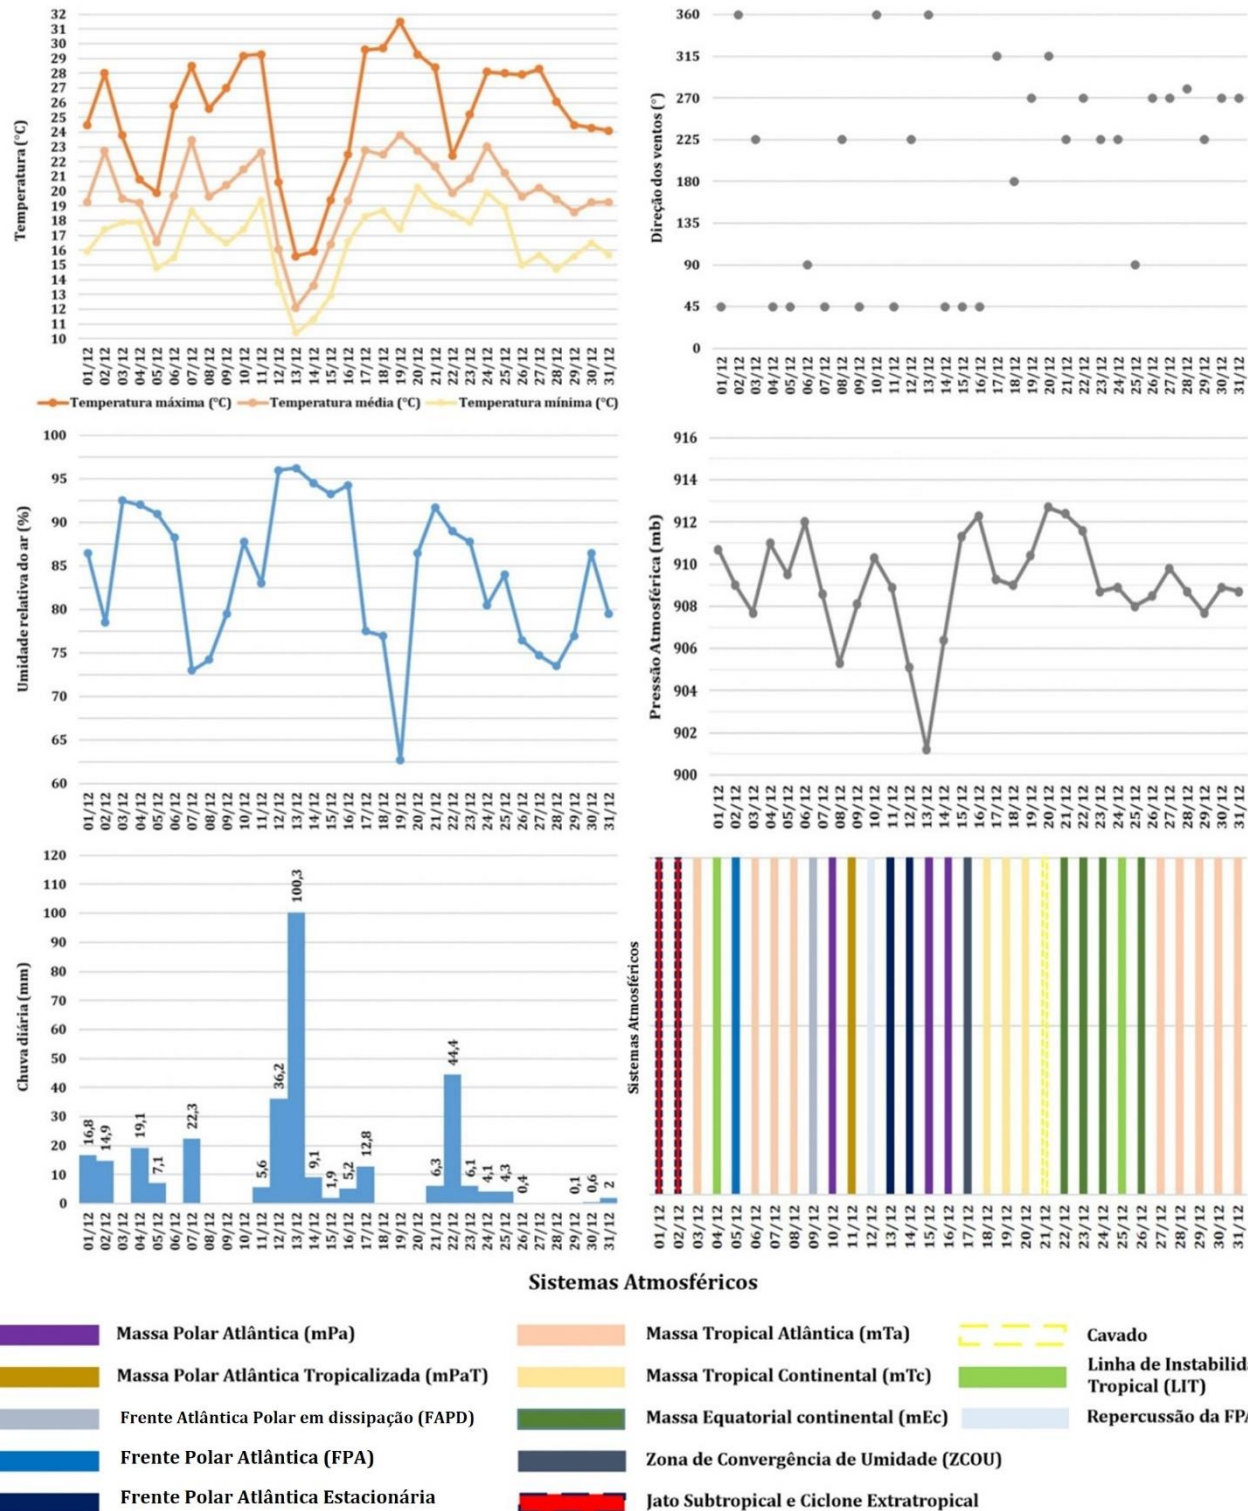 32
31
30
29
28
27
26
25
24
23
22
21
20
19
18
17
16
15
14
13
12
11
10
Temperatura (°C)
01/12 02/12 03/12 04/12 05/12 06/12 07/12 08/12 09/12 10/12 11/12 12/12 13/12 14/12 15/12 16/12 17/12 18/12 19/12 20/12 21/12 22/12 23/12 24/12 25/12 26/12 27/12 28/12 29/12 30/12 31/12
Temperatura máxima (°C) Temperatura média (°C) Temperatura mínima (°C)
360
315
270
225
180
135
90
45
0
Direção dos ventos (°)
01/12 02/12 03/12 04/12 05/12 06/12 07/12 08/12 09/12 10/12 11/12 12/12 13/12 14/12 15/12 16/12 17/12 18/12 19/12 20/12 21/12 22/12 23/12 24/12 25/12 26/12 27/12 28/12 29/12 30/12 31/12
100
95
90
85
80
75
70
65
60
Umidade relativa do ar (%)
01/12 02/12 03/12 04/12 05/12 06/12 07/12 08/12 09/12 10/12 11/12 12/12 13/12 14/12 15/12 16/12 17/12 18/12 19/12 20/12 21/12 22/12 23/12 24/12 25/12 26/12 27/12 28/12 29/12 30/12 31/12
916
914
912
910
908
906
904
902
900
Pressão Atmosférica (mb)
01/12 02/12 03/12 04/12 05/12 06/12 07/12 08/12 09/12 10/12 11/12 12/12 13/12 14/12 15/12 16/12 17/12 18/12 19/12 20/12 21/12 22/12 23/12 24/12 25/12 26/12 27/12 28/12 29/12 30/12 31/12
120
110
100
90
80
70
60
50
40
30
20
10
0
Chuva diária (mm)
16,8 14,9 19,1 7,1 22,3 5,6 36,2 100,3 9,1 1,9 5,2 12,8 6,3 44,4 6,1 4,1 4,3 0,4 0,1 0,6 2
01/12 02/12 03/12 04/12 05/12 06/12 07/12 08/12 09/12 10/12 11/12 12/12 13/12 14/12 15/12 16/12 17/12 18/12 19/12 20/12 21/12 22/12 23/12 24/12 25/12 26/12 27/12 28/12 29/12 30/12 31/12
Sistemas Atmosféricos
01/12 02/12 03/12 04/12 05/12 06/12 07/12 08/12 09/12 10/12 11/12 12/12 13/12 14/12 15/12 16/12 17/12 18/12 19/12 20/12 21/12 22/12 23/12 24/12 25/12 26/12 27/12 28/12 29/12 30/12 31/12
Sistemas Atmosféricos
Massa Polar Atlântica (mPa)
Massa Polar Atlântica Tropicalizada (mPaT)
Frente Atlântica Polar em dissipação (FAPD)
Frente Polar Atlântica (FPA)
Frente Polar Atlântica Estacionária
Massa Tropical Atlântica (mTa)
Massa Tropical Continental (mTc)
Massa Equatorial continental (mEc)
Zona de Convergência de Umidade (ZCOU)
Jato Subtropical e Ciclone Extratropical
Cavado
Linha de Instabilida
Tropical (LIT)
Repercussão da FPA